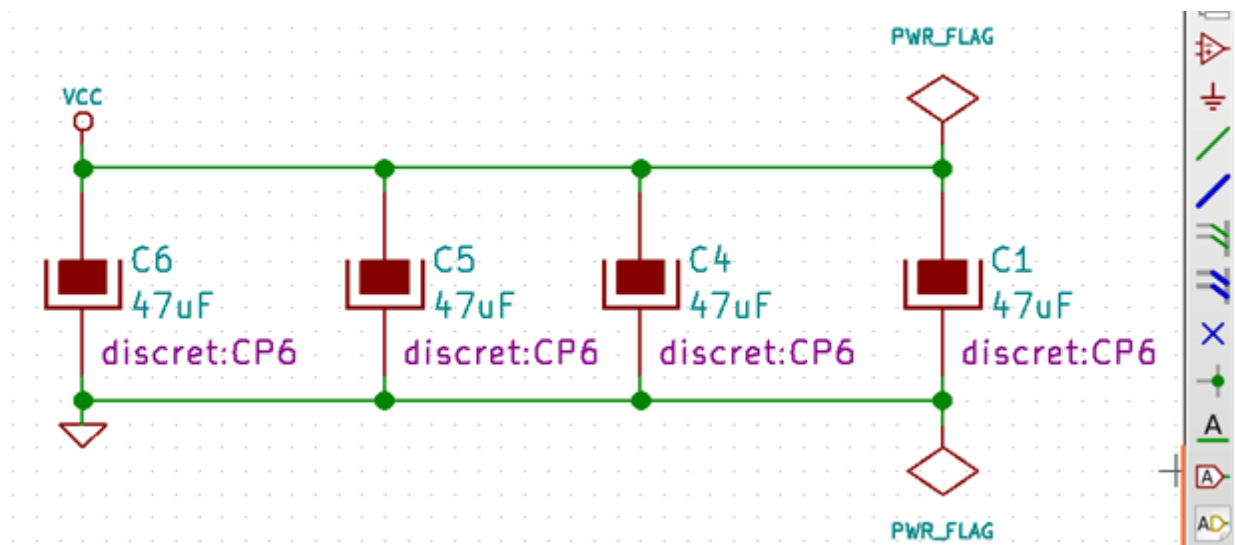 PWR_FLAG
VCC
C6
47uF
discret:CP6
C5
47uF
discret:CP6
C4
47uF
discret:CP6
C1
47uF
discret:CP6
PWR_FLAG
A
A
AD